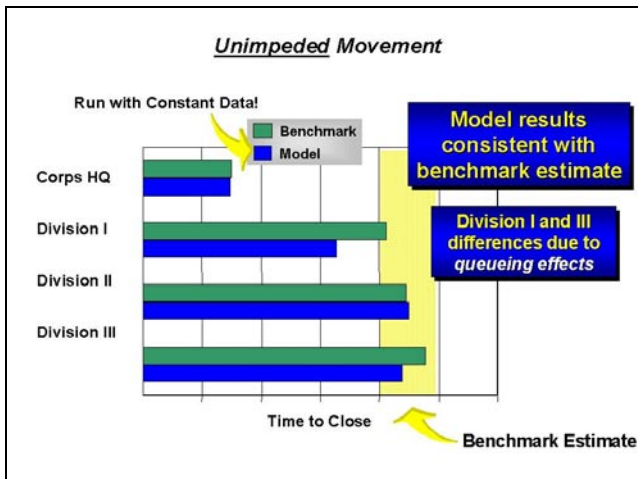 Unimpeded Movement
Run with Constant Data!
Benchmark
Model
Model results
consistent with
benchmark estimate
Division I and III
differences due to
queueing effects
Corps HQ
Division I
Division II
Division III
Time to Close
Benchmark Estimate